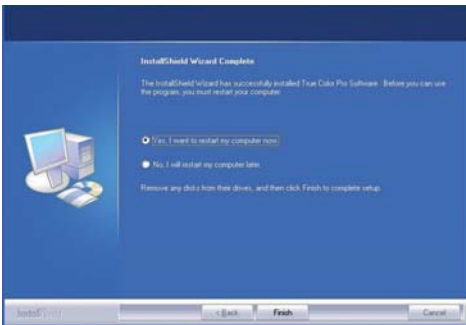 InstallShield Wizard Complete
The InstallShield Wizard has successfully installed True Color Pro Software. Before you can use
the program, you must restart your computer.
Yes, I want to restart my computer now.
No, I will restart my computer later.
Remove any disks from their drives, and then click Finish to complete setup.
InstallShield
< Back
Finish
Cancel